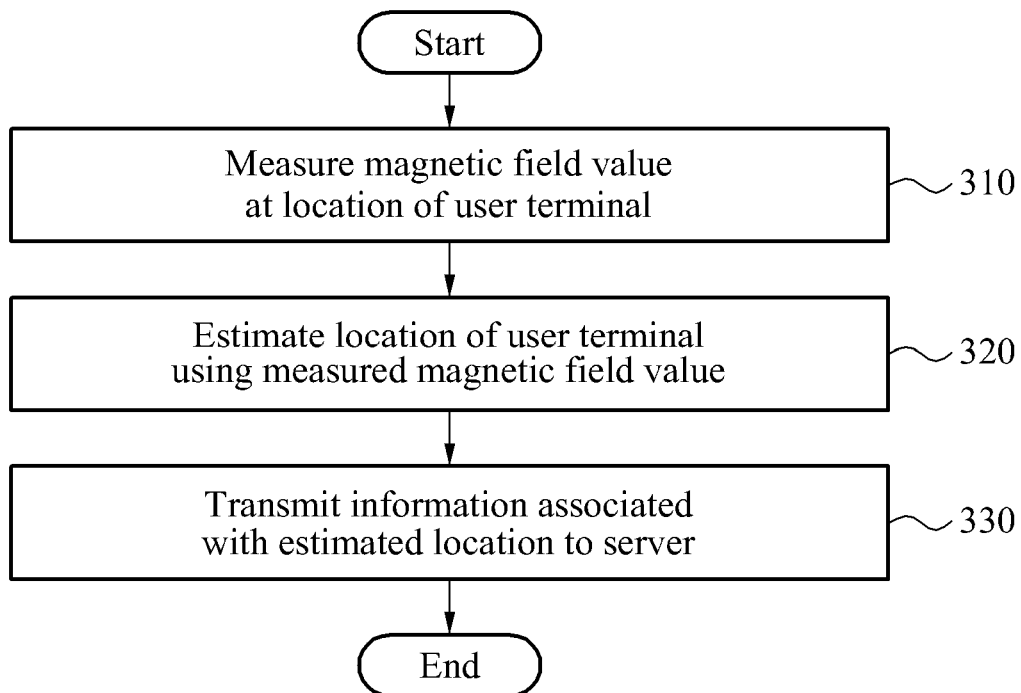 Start
Measure magnetic field value
at location of user terminal
310
Estimate location of user terminal
using measured magnetic field value
320
Transmit information associated
with estimated location to server
330
End